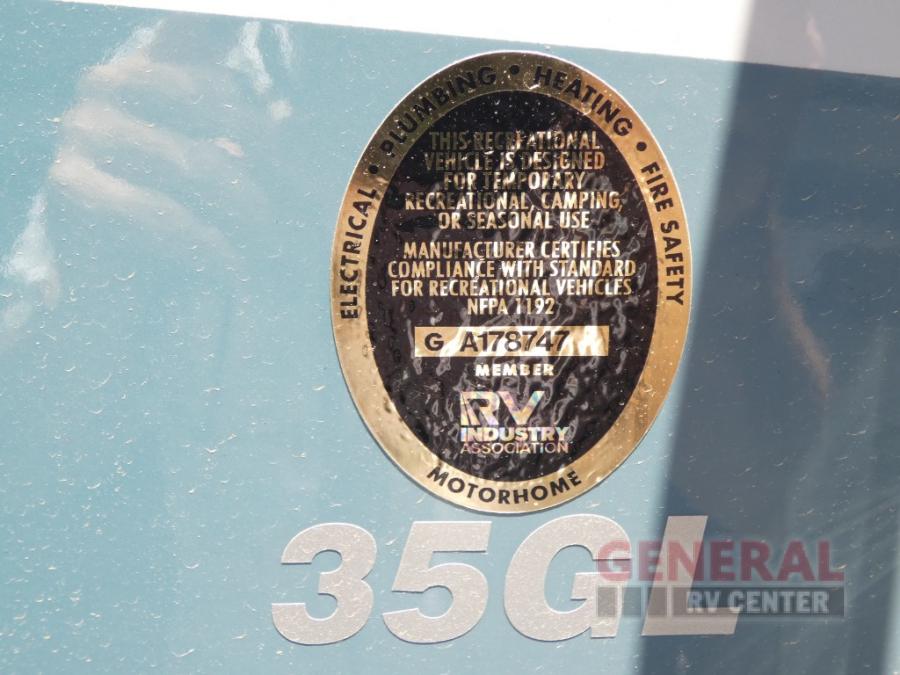 ELECTRICAL • PLUMBING • HEATING • FIRE SAFETY
THIS RECREATIONAL
VEHICLE IS DESIGNED
FOR TEMPORARY
RECREATIONAL, CAMPING,
OR SEASONAL USE
MANUFACTURER CERTIFIES
COMPLIANCE WITH STANDARD
FOR RECREATIONAL VEHICLES
NFPA 1192
G A178747
MEMBER
RV
INDUSTRY
ASSOCIATION
MOTORHOME
35GL
GENERAL
RV CENTER